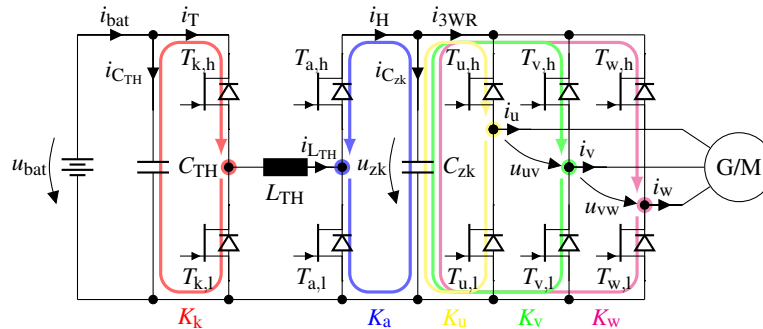 i_bat i_T i_H i_3WR
T_k,h T_a,h T_u,h T_v,h T_w,h
i_C_TH i_C_zk
i_u
u_bat C_TH i_L_TH u_zk C_zk u_uv i_v G/M
L_TH u_vw i_w
T_k,l T_a,l T_u,l T_v,l T_w,l
K_k K_a K_u K_v K_w